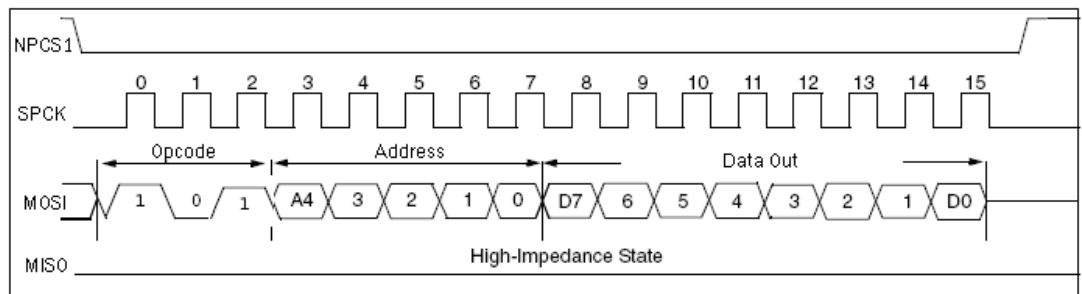 NPCS1
0 1 2 3 4 5 6 7 8 9 10 11 12 13 14 15
SPCK
Opcode Address Data Out
MOSI 1 0 1 A4 3 2 1 0 D7 6 5 4 3 2 1 D0
High-Impedance State
MISO